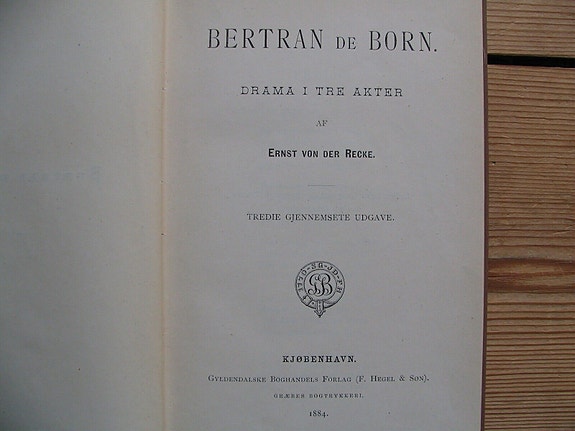 BERTRAN DE BORN.
DRAMA I TRE AKTER
AF
ERNST VON DER RECKE.
TREDIE GJENNEMSETE UDGAVE.
KJØBENHAVN.
GYLDENDALSKE BOGHANDELS FORLAG (F. HEGEL & SØN).
GRÆBES BOGTRYKKERI.
1884.